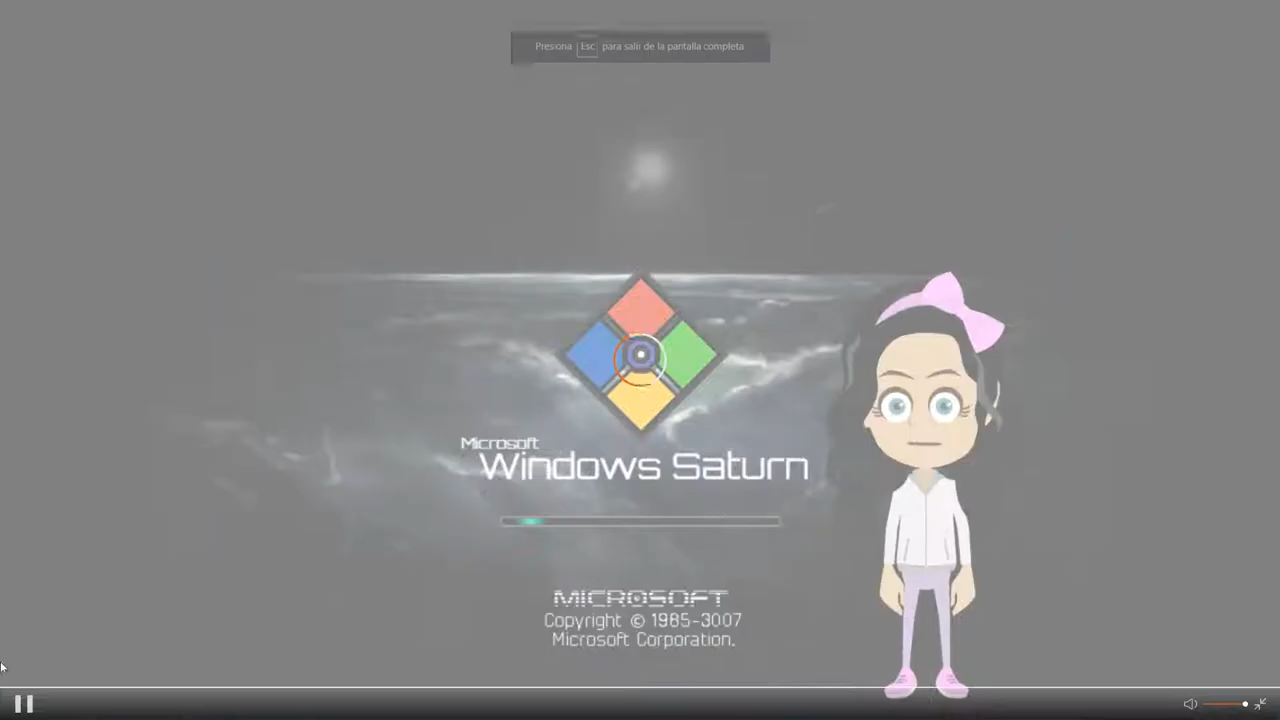 Presiona Esc para salir de la pantalla completa
Microsoft
Windows Saturn
MICROSOFT
Copyright © 1985-3007
Microsoft Corporation.